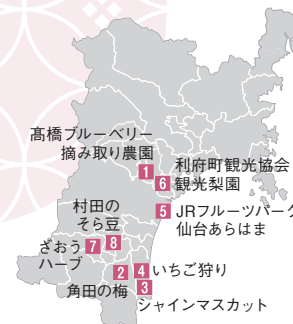 髙橋ブルーベリー
摘み取り農園
1
利府町観光協会
6
観光梨園
5
JRフルーツパーク
仙台あらはま
村田の
そら豆
ざおう
ハーブ
7
8
2
角田の梅
4
いちご狩り
3
シャインマスカット